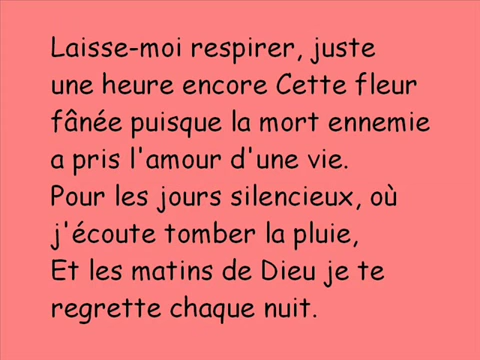 Laisse-moi respirer, juste
une heure encore Cette fleur
fânée puisque la mort ennemie
a pris l'amour d'une vie.
Pour les jours silencieux, où
j'écoute tomber la pluie,
Et les matins de Dieu je te
regrette chaque nuit.